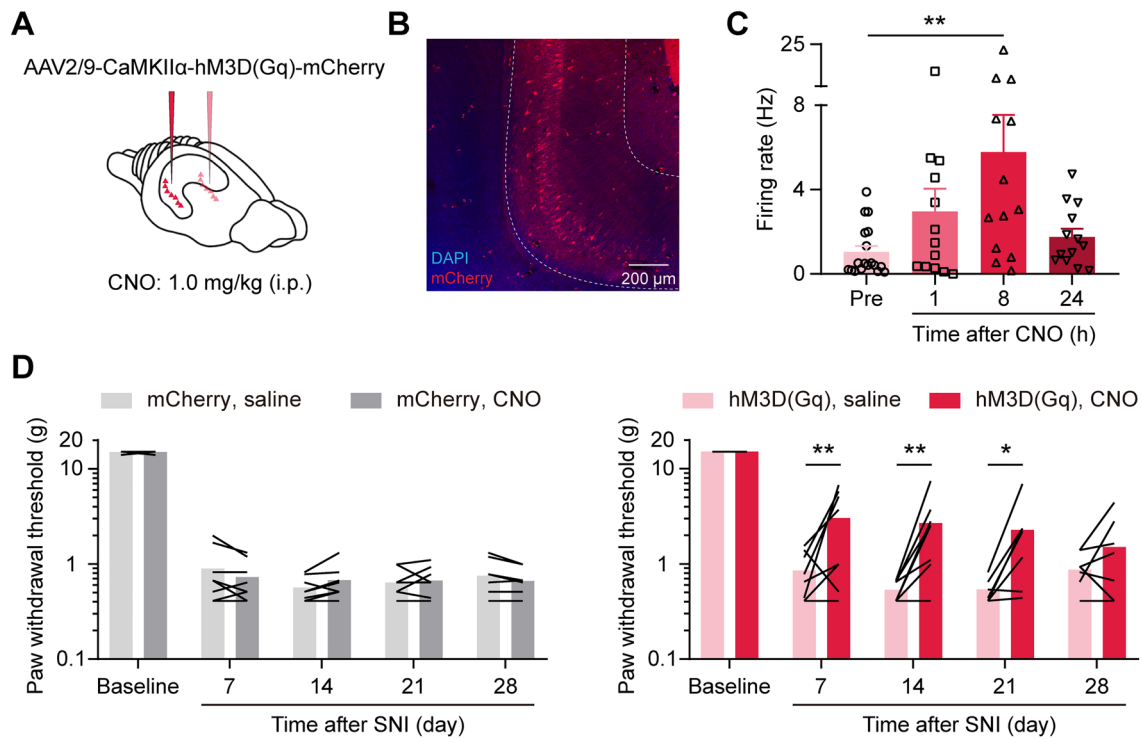 A
AAV2/9-CaMKIIα-hM3D(Gq)-mCherry
CNO: 1.0 mg/kg (i.p.)
B
DAPI
mCherry
200 μm
C
**
Firing rate (Hz)
25
8
4
0
Pre
1
8
24
Time after CNO (h)
D
mCherry, saline
mCherry, CNO
Paw withdrawal threshold (g)
20
10
1
0.1
Baseline
7
14
21
28
Time after SNI (day)
hM3D(Gq), saline
hM3D(Gq), CNO
Paw withdrawal threshold (g)
20
10
1
0.1
**
**
*
Baseline
7
14
21
28
Time after SNI (day)